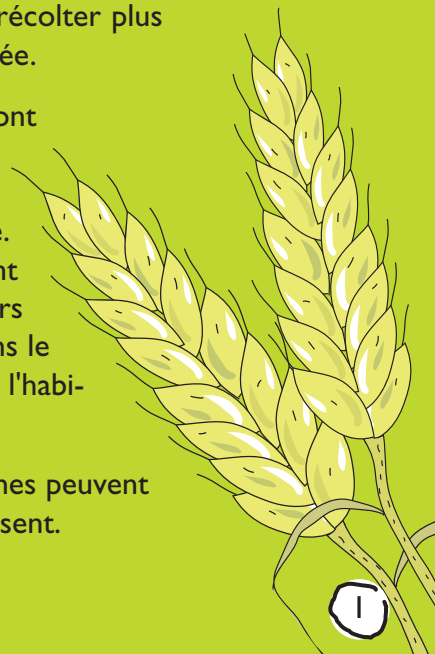 récolter plus
ée.
ont
e.
nt
rs
ns le
l'habi-
nes peuvent
sent.
1